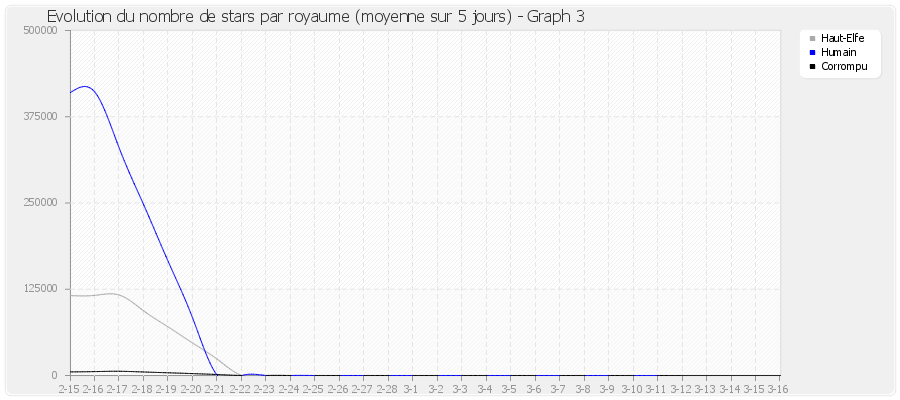 Evolution du nombre de stars par royaume (moyenne sur 5 jours) - Graph 3
500000
375000
250000
125000
0
Haut-Elfe
Humain
Corrompu
2-15 2-16 2-17 2-18 2-19 2-20 2-21 2-22 2-23 2-24 2-25 2-26 2-27 2-28 3-1 3-2 3-3 3-4 3-5 3-6 3-7 3-8 3-9 3-10 3-11 3-12 3-13 3-14 3-15 3-16